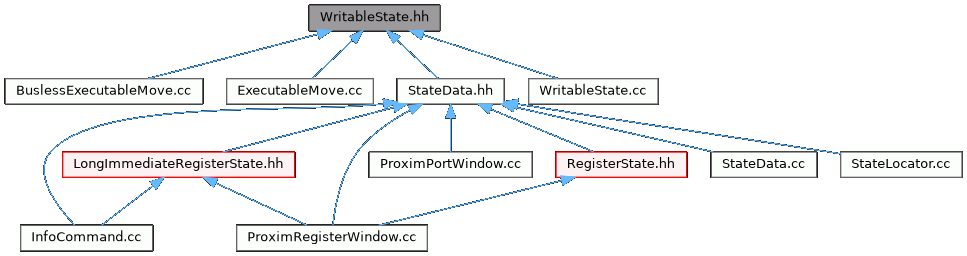 WritableState.hh
BuslessExecutableMove.cc
ExecutableMove.cc
StateData.hh
WritableState.cc
LongImmediateRegisterState.hh
ProximPortWindow.cc
RegisterState.hh
StateData.cc
StateLocator.cc
InfoCommand.cc
ProximRegisterWindow.cc